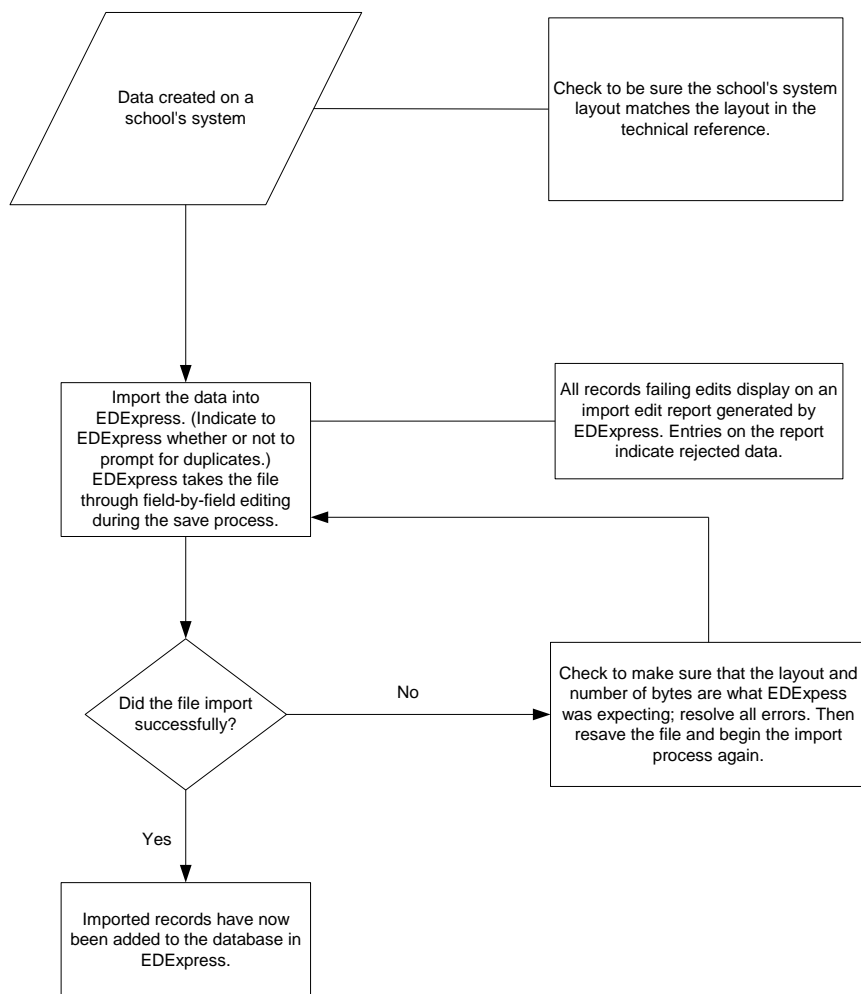 Data created on a
school's system
Check to be sure the school's system
layout matches the layout in the
technical reference.
Import the data into
EDExpress. (Indicate to
EDExpress whether or not to
prompt for duplicates.)
EDExpress takes the file
through field-by-field editing
during the save process.
All records failing edits display on an
import edit report generated by
EDExpress. Entries on the report
indicate rejected data.
Did the file import
successfully?
No
Check to make sure that the layout and
number of bytes are what EDExpess
was expecting; resolve all errors. Then
resave the file and begin the import
process again.
Yes
Imported records have now
been added to the database in
EDExpress.